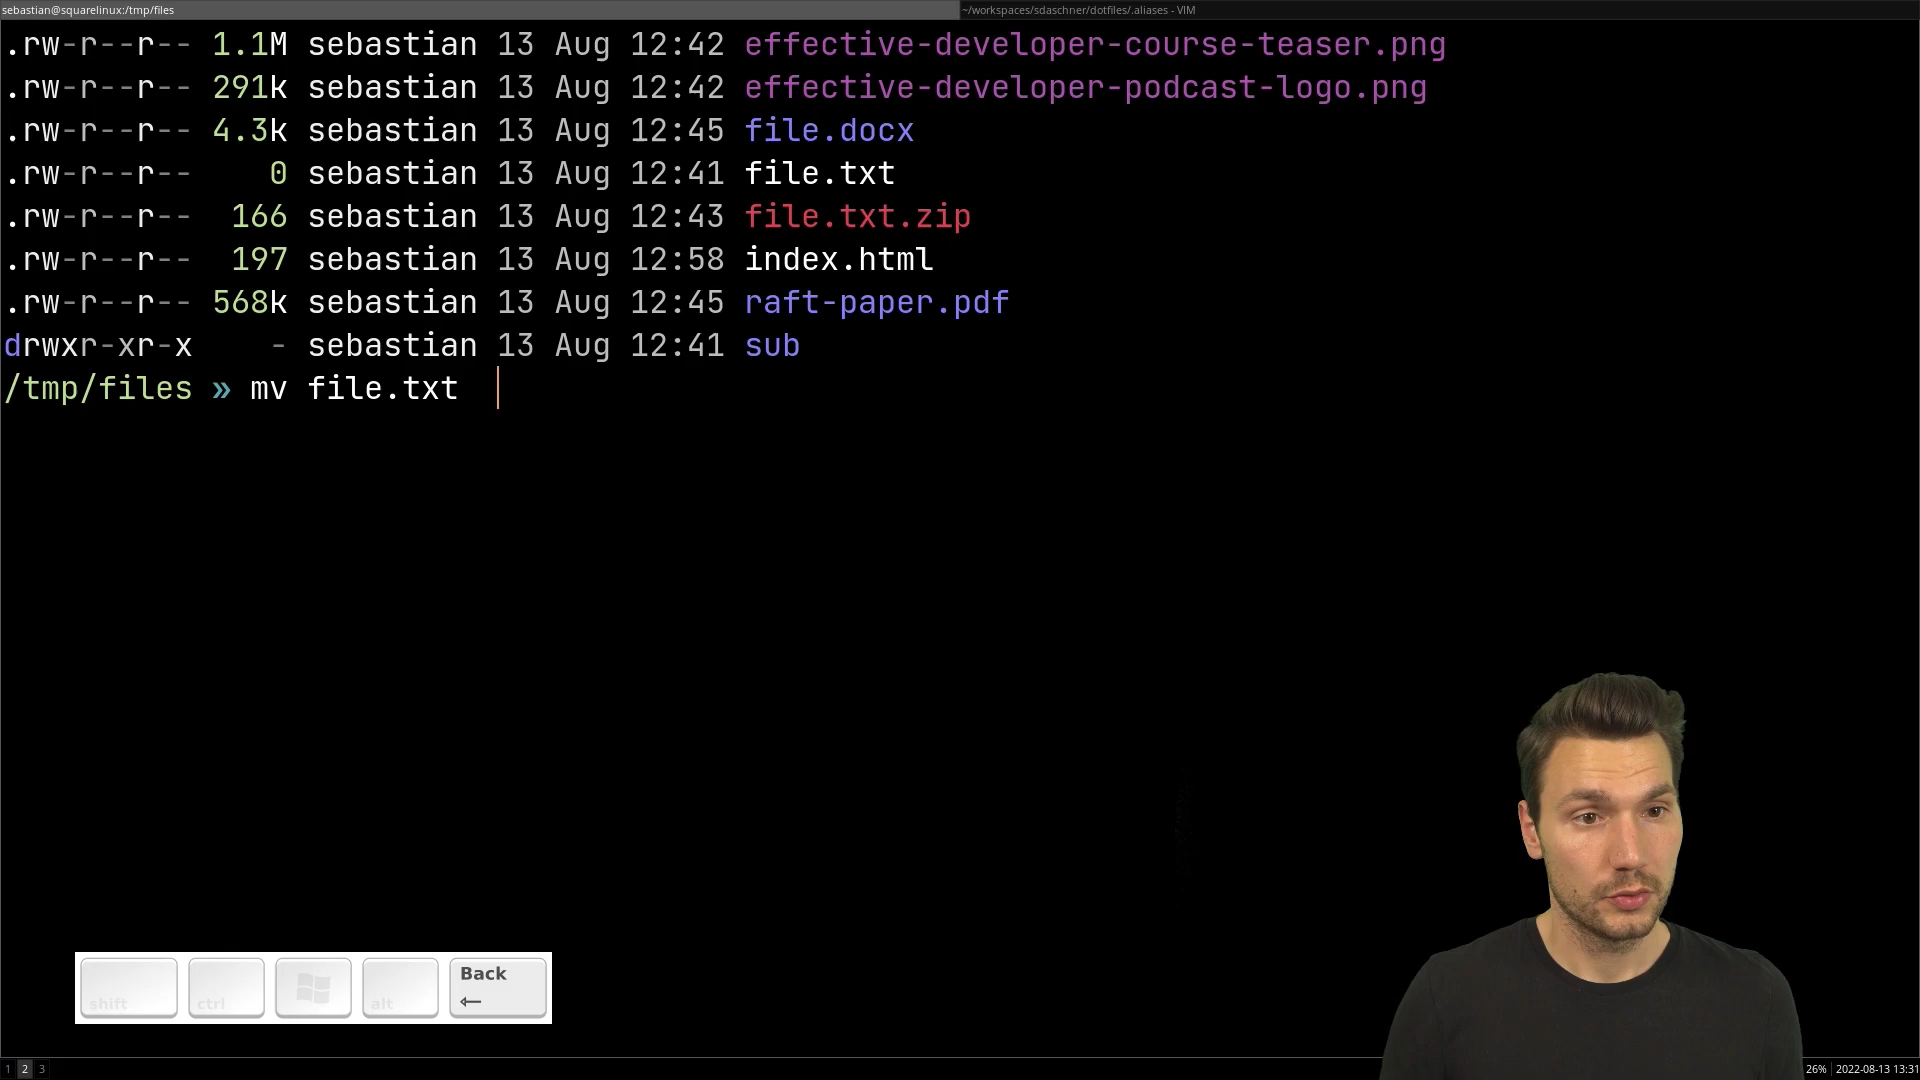 sebastian@squarelinux:/tmp/files
~/workspaces/sdaschner/dotfiles/.aliases - VIM
.rw-r--r-- 1.1M sebastian 13 Aug 12:42 effective-developer-course-teaser.png
.rw-r--r-- 291k sebastian 13 Aug 12:42 effective-developer-podcast-logo.png
.rw-r--r-- 4.3k sebastian 13 Aug 12:45 file.docx
.rw-r--r-- 0 sebastian 13 Aug 12:41 file.txt
.rw-r--r-- 166 sebastian 13 Aug 12:43 file.txt.zip
.rw-r--r-- 197 sebastian 13 Aug 12:58 index.html
.rw-r--r-- 568k sebastian 13 Aug 12:45 raft-paper.pdf
drwxr-xr-x - sebastian 13 Aug 12:41 sub
/tmp/files » mv file.txt
shift ctrl alt Back ←
1 2 3
26% 2022-08-13 13:31